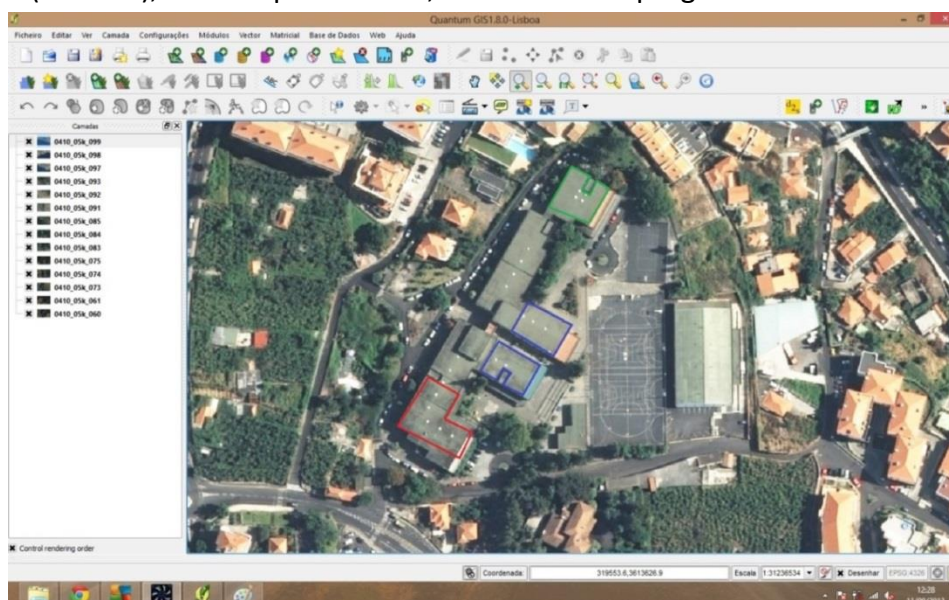 Quantum GIS1.8.0-Lisboa
Ficheiro Editar Ver Camada Configurações Módulos Vector Matricial Base de Dados Web Ajuda
Camadas
0410_05k_099
0410_05k_098
0410_05k_097
0410_05k_093
0410_05k_092
0410_05k_091
0410_05k_085
0410_05k_084
0410_05k_083
0410_05k_075
0410_05k_074
0410_05k_073
0410_05k_061
0410_05k_060
Control rendering order
Coordenada: 319553.6,3613626.9 Escala 1:31236534 Desenhar EPSG:4326
12:28